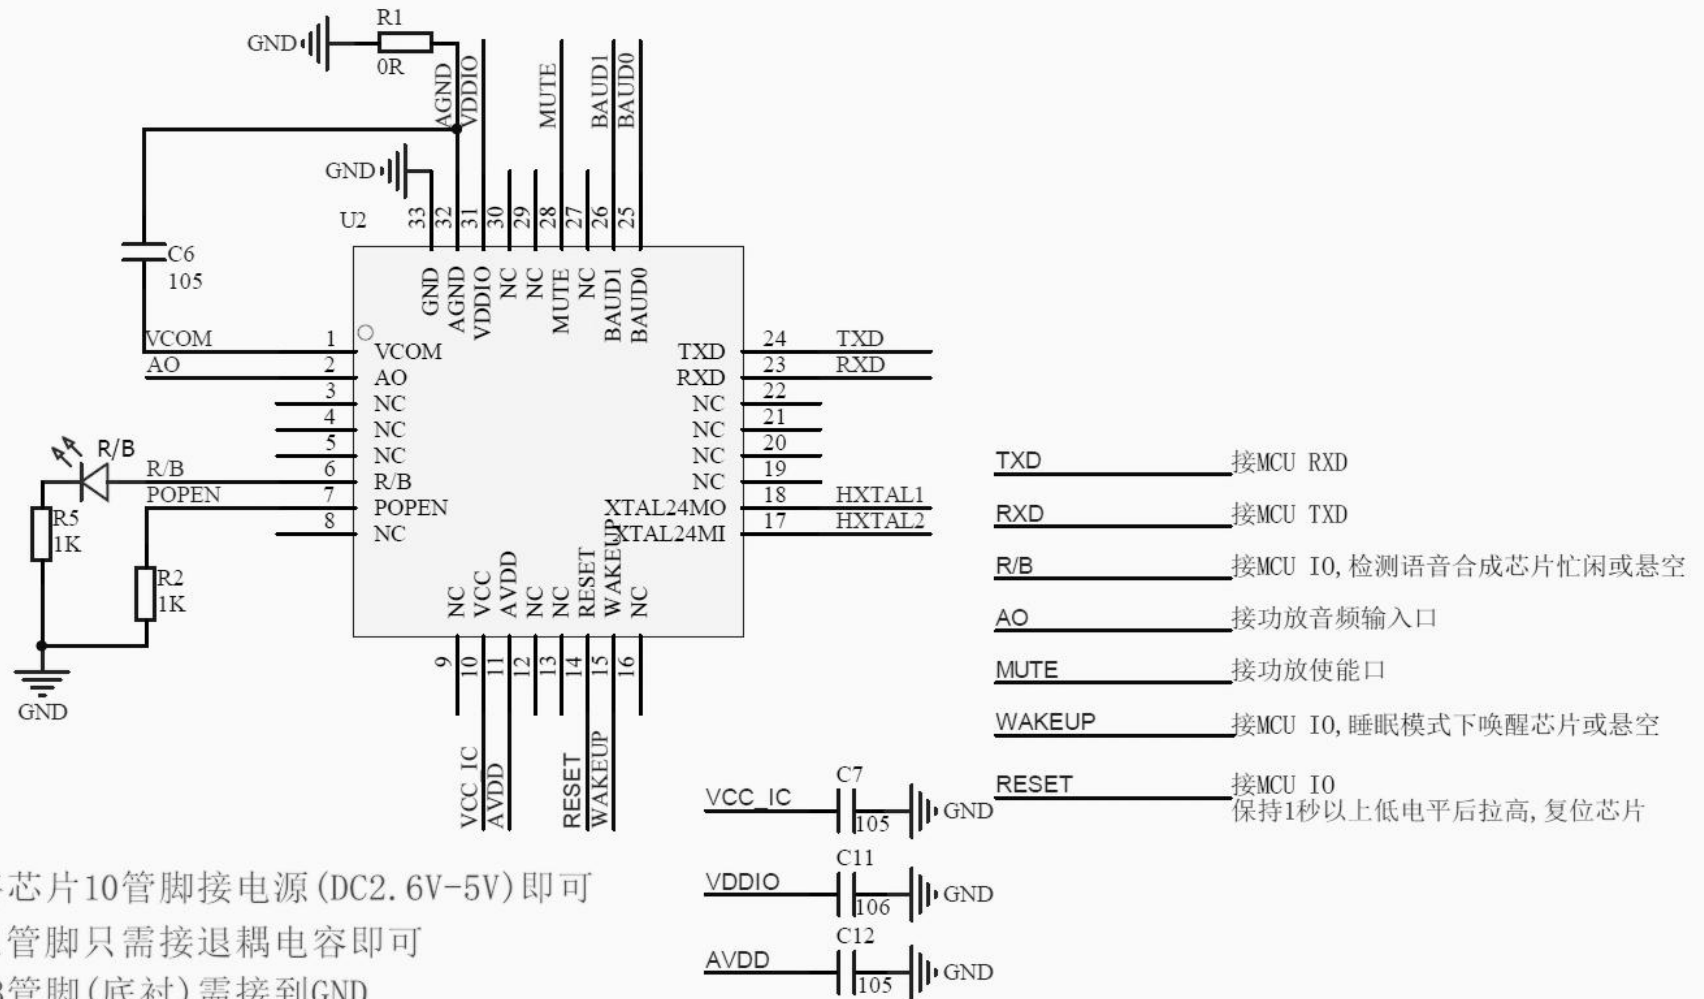 R1
GND
0R
AGND
VDDIO
MUTE
BAUD1
BAUD0
GND
U2
33
32
31
30
29
28
27
26
25
C6
105
GND
AGND
VDDIO
NC
NC
MUTE
NC
BAUD1
BAUD0
VCOM 1 VCOM
AO 2 AO
3 NC
4 NC
5 NC
R/B
R/B 6 R/B
POPEN 7 POPEN
8 NC
R5
1K
R2
1K
GND
TXD 24 TXD
RXD 23 RXD
NC 22
NC 21
NC 20
NC 19
XTAL24MO 18 HXTAL1
XTAL24MI 17 HXTAL2
NC
VCC
AVDD
NC
NC
RESET
WAKEUP
NC
9
10
11
12
13
14
15
16
VCC_IC
AVDD
RESET
WAKEUP
TXD 接MCU RXD
RXD 接MCU TXD
R/B 接MCU IO,检测语音合成芯片忙闲或悬空
AO 接功放音频输入口
MUTE 接功放使能口
WAKEUP 接MCU IO,睡眠模式下唤醒芯片或悬空
RESET 接MCU IO
保持1秒以上低电平后拉高,复位芯片
C7
VCC_IC 105 GND
C11
VDDIO 106 GND
C12
AVDD 105 GND
芯片10管脚接电源(DC2.6V-5V)即可
管脚只需接退耦电容即可
管脚(底衬)需接到GND